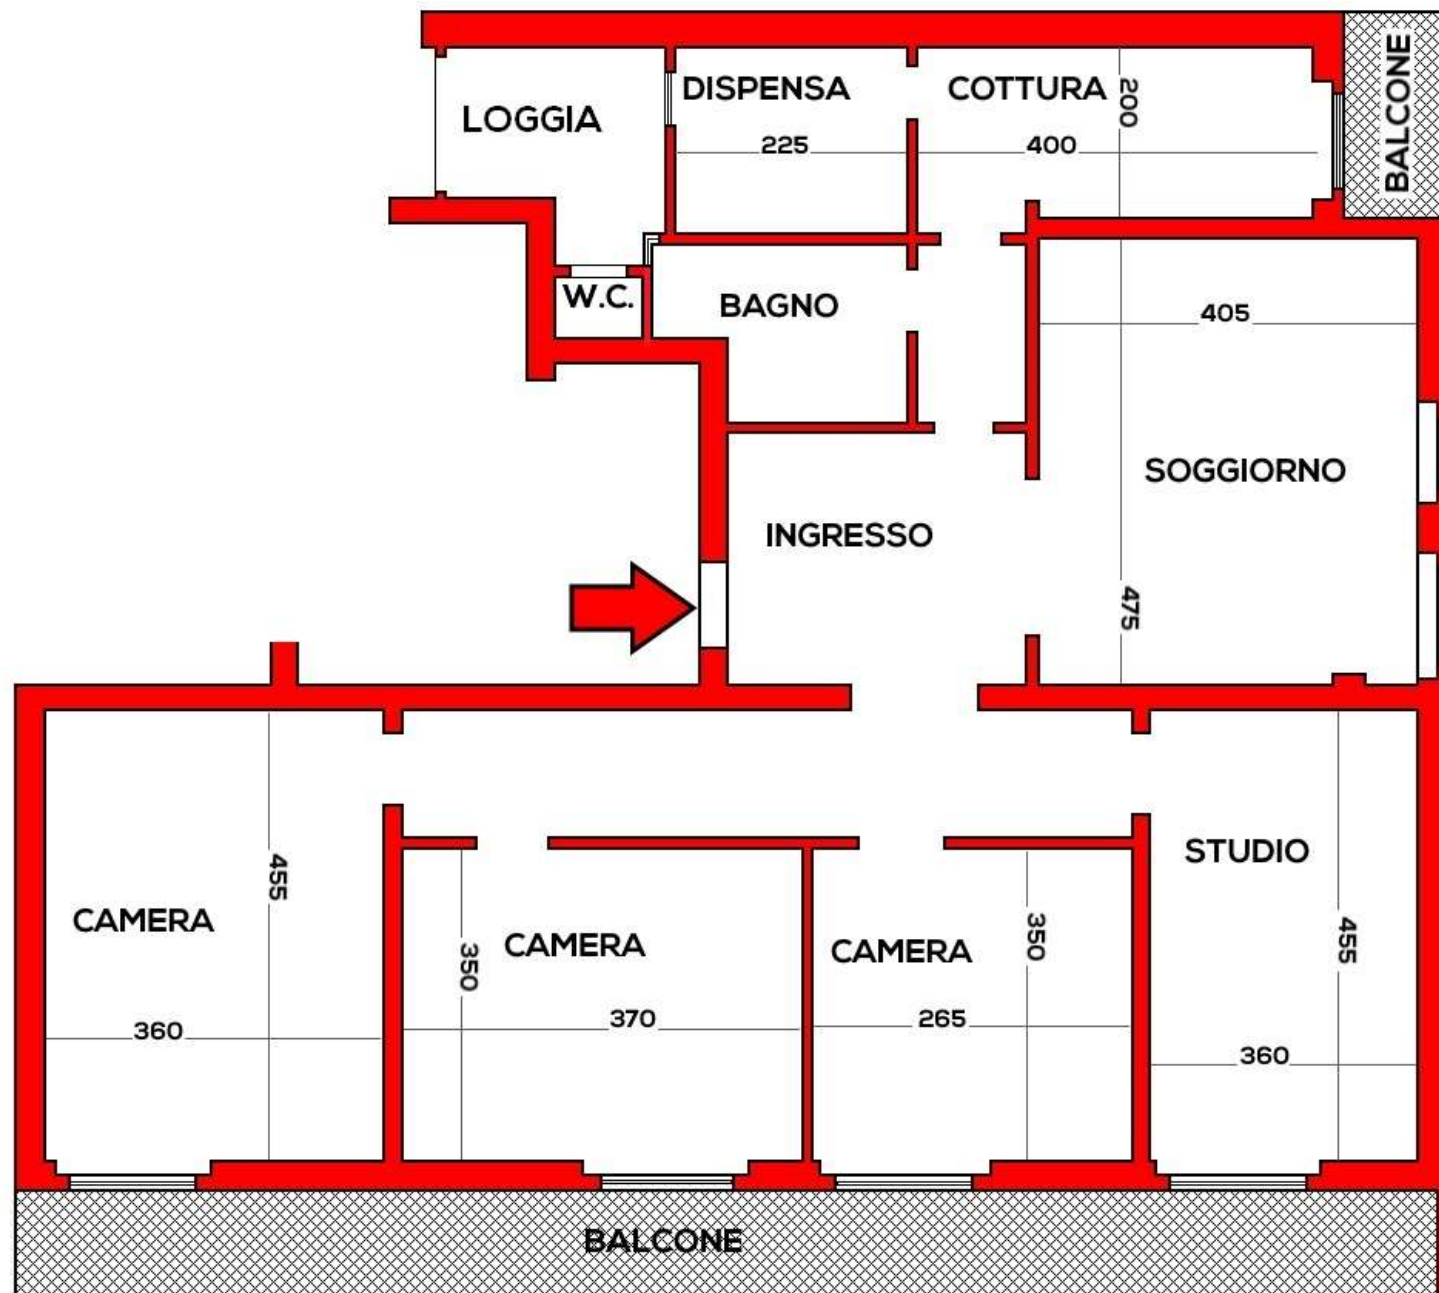 BALCONE
DISPENSA
COTTURA
200
LOGGIA
225
400
W.C.
BAGNO
405
SOGGIORNO
INGRESSO
475
STUDIO
455
CAMERA
CAMERA
350
CAMERA
350
455
360
370
265
360
BALCONE